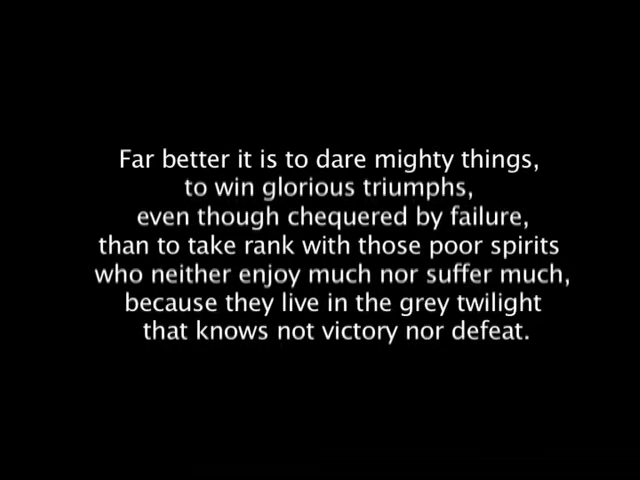 Far better it is to dare mighty things,
to win glorious triumphs,
even though chequered by failure,
than to take rank with those poor spirits
who neither enjoy much nor suffer much,
because they live in the grey twilight
that knows not victory nor defeat.